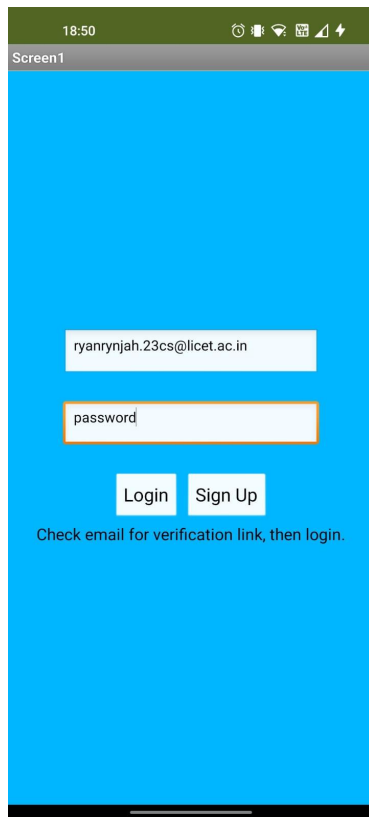 18:50
Screen1
ryanrynjah.23cs@licet.ac.in
password
Login Sign Up
Check email for verification link, then login.